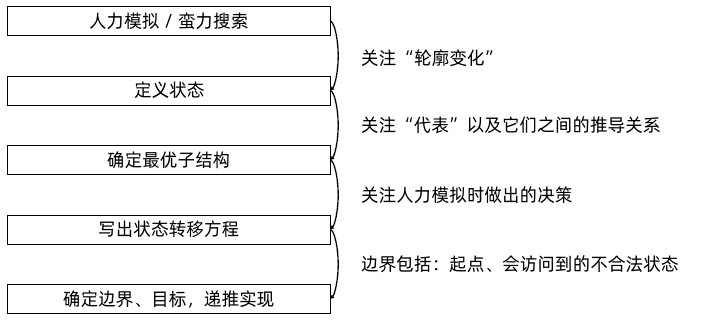 人力模拟 / 蛮力搜索
关注“轮廓变化”
定义状态
关注“代表”以及它们之间的推导关系
确定最优子结构
关注人力模拟时做出的决策
写出状态转移方程
边界包括：起点、会访问到的不合法状态
确定边界、目标，递推实现